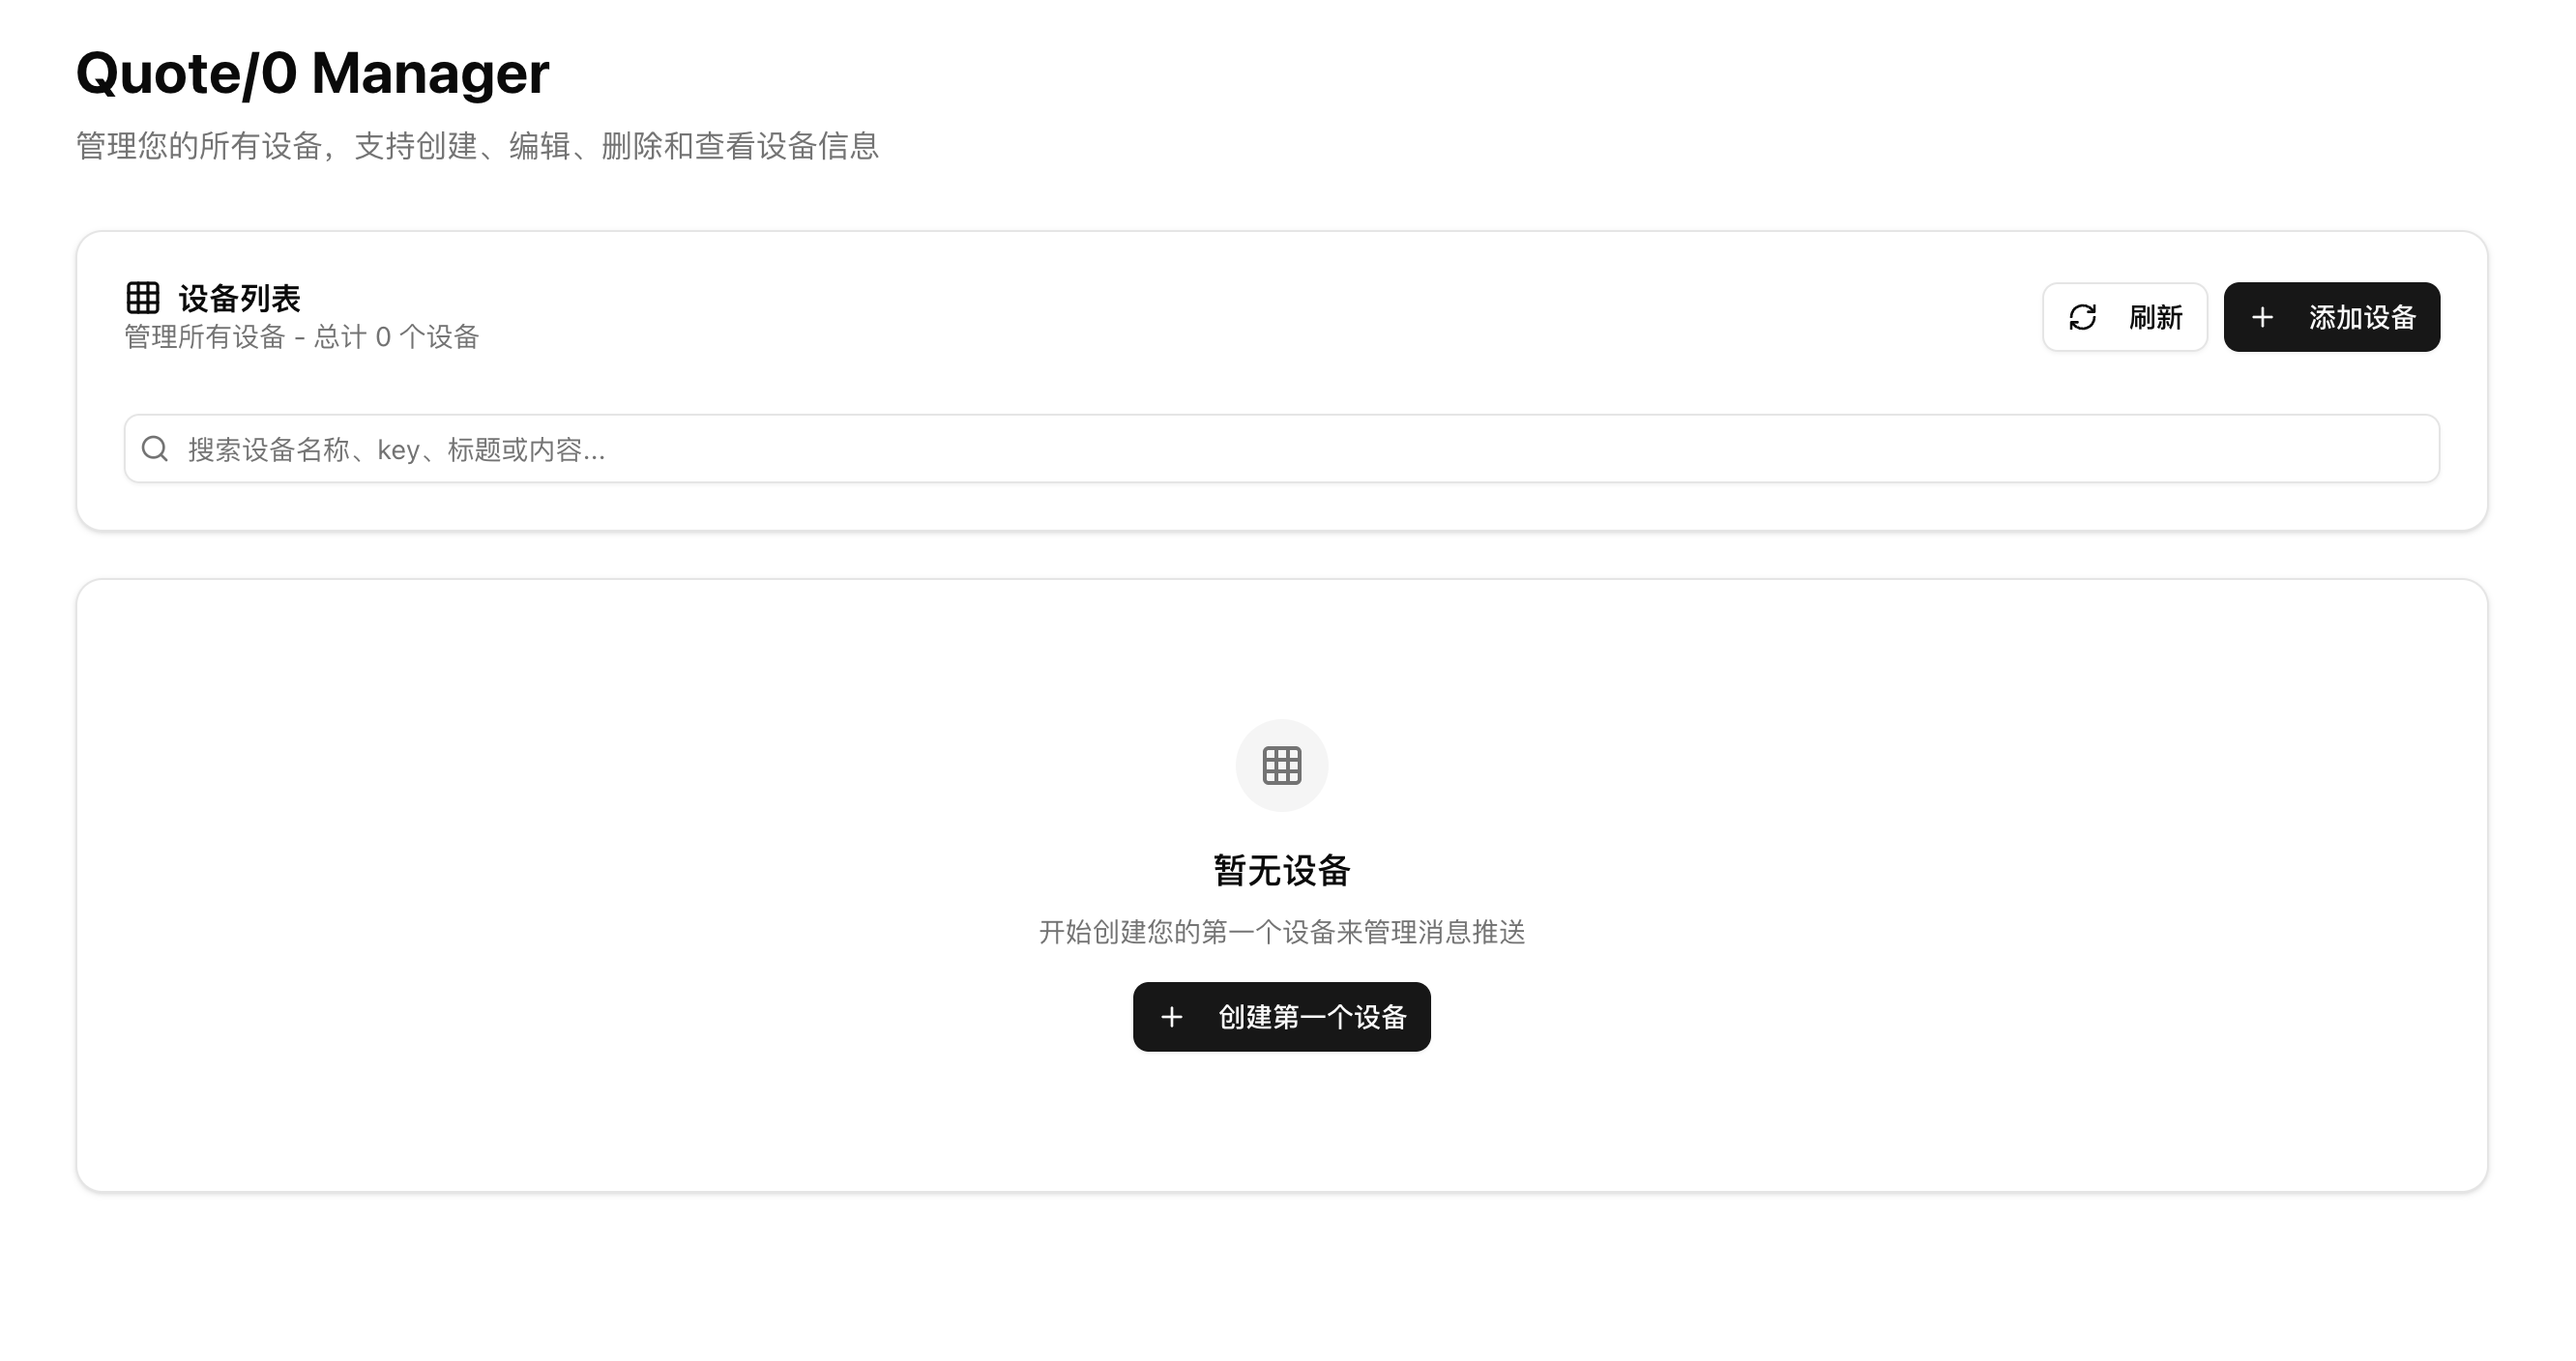 Quote/0 Manager
管理您的所有设备，支持创建、编辑、删除和查看设备信息
设备列表
管理所有设备 - 总计 0 个设备
刷新
添加设备
搜索设备名称、key、标题或内容...
暂无设备
开始创建您的第一个设备来管理消息推送
创建第一个设备